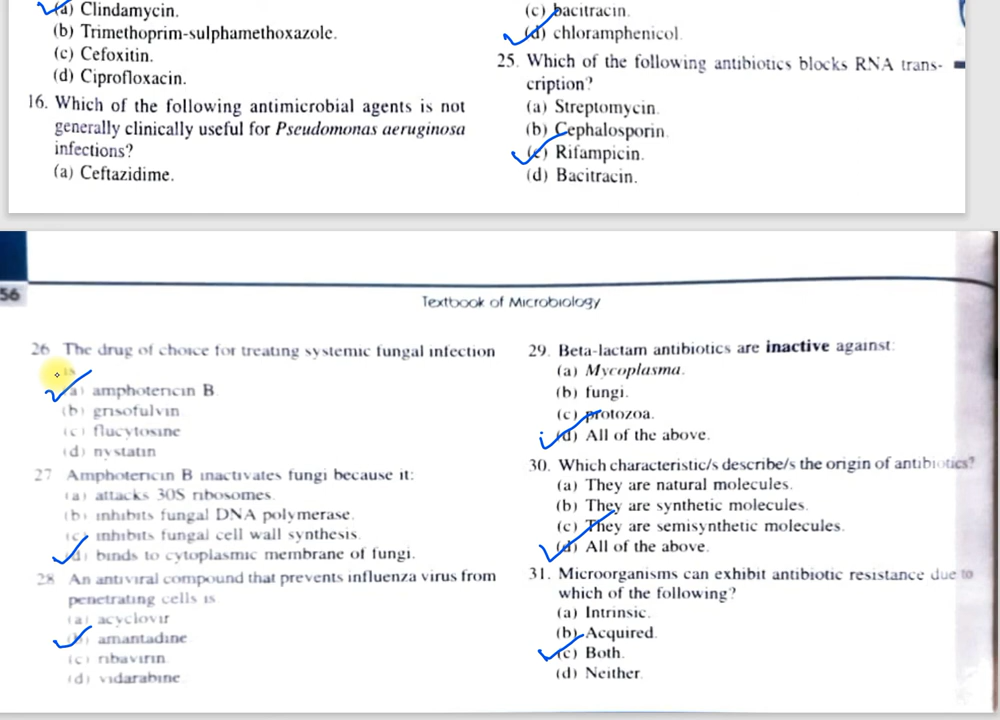 (a) Clindamycin.
(b) Trimethoprim-sulphamethoxazole.
(c) Cefoxitin.
(d) Ciprofloxacin.
16. Which of the following antimicrobial agents is not
generally clinically useful for Pseudomonas aeruginosa
infections?
(a) Ceftazidime.
(c) bacitracin.
(d) chloramphenicol.
25. Which of the following antibiotics blocks RNA trans-
cription?
(a) Streptomycin.
(b) Cephalosporin.
(c) Rifampicin.
(d) Bacitracin.
56
Textbook of Microbiology
26 The drug of choice for treating systemic fungal infection
is
(a) amphotericin B
(b) grisofulvin
(c) flucytosine
(d) nystatin
27 Amphotericin B inactivates fungi because it:
(a) attacks 30S ribosomes.
(b) inhibits fungal DNA polymerase.
(c) inhibits fungal cell wall synthesis.
(d) binds to cytoplasmic membrane of fungi.
28 An antiviral compound that prevents influenza virus from
penetrating cells is
(a) acyclovir
(b) amantadine
(c) ribavirin
(d) vidarabine
29. Beta-lactam antibiotics are inactive against:
(a) Mycoplasma.
(b) fungi.
(c) protozoa.
(d) All of the above.
30. Which characteristic/s describe/s the origin of antibiotics?
(a) They are natural molecules.
(b) They are synthetic molecules.
(c) They are semisynthetic molecules.
(d) All of the above.
31. Microorganisms can exhibit antibiotic resistance due to
which of the following?
(a) Intrinsic.
(b) Acquired.
(c) Both.
(d) Neither.